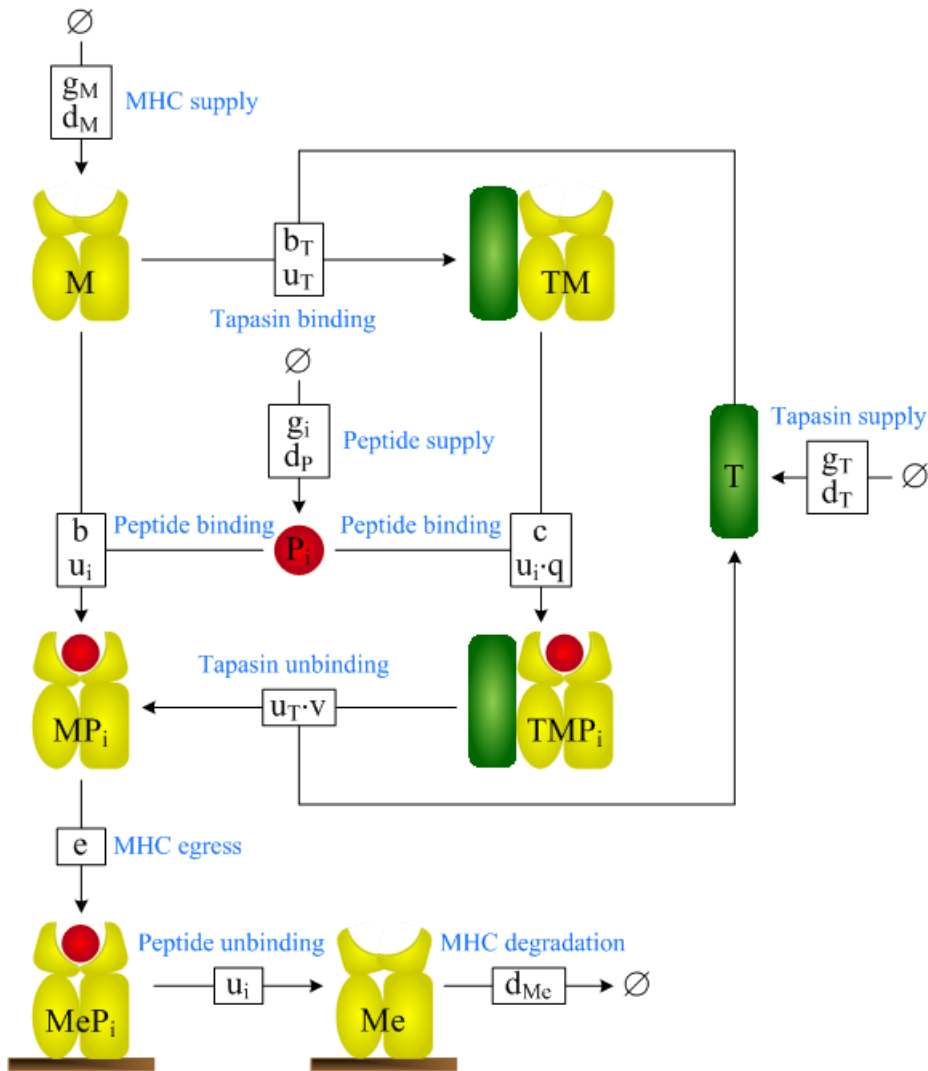 ∅
g_M
d_M
MHC supply
M
b_T
u_T
TM
Tapasin binding
∅
g_i
d_P
Peptide supply
Tapasin supply
T
g_T
d_T
∅
b
u_i
Peptide binding
P_i
Peptide binding
c
u_i·q
Tapasin unbinding
MP_i
u_T·v
TMP_i
e
MHC egress
Peptide unbinding
MHC degradation
MeP_i
u_i
Me
d_Me
∅